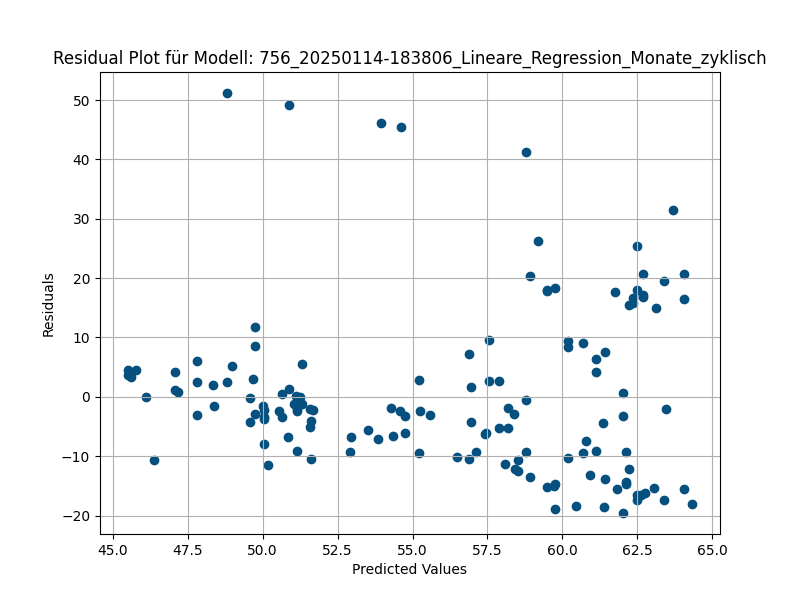 Residual Plot für Modell: 756_20250114-183806_Lineare_Regression_Monate_zyklisch
50
40
30
20
10
0
−10
−20
Residuals
45.0 47.5 50.0 52.5 55.0 57.5 60.0 62.5 65.0
Predicted Values